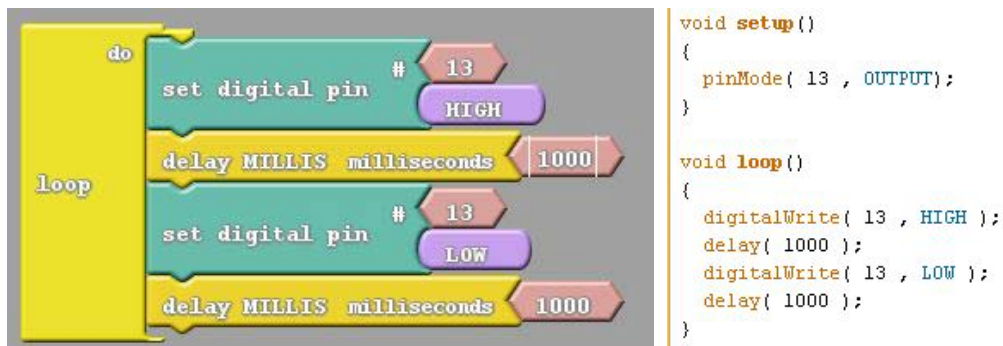 do
set digital pin # 13
HIGH
delay MILLIS milliseconds 1000
loop
set digital pin # 13
LOW
delay MILLIS milliseconds 1000
void setup()
{
pinMode( 13 , OUTPUT);
}
void loop()
{
digitalWrite( 13 , HIGH );
delay( 1000 );
digitalWrite( 13 , LOW );
delay( 1000 );
}